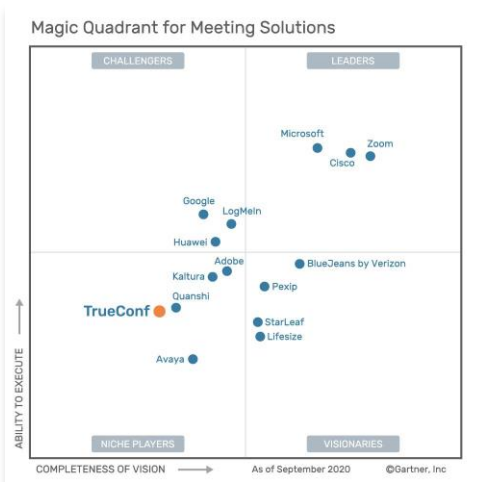 Magic Quadrant for Meeting Solutions
CHALLENGERS
LEADERS
Microsoft
Zoom
Cisco
Google
LogMeIn
Huawei
Adobe
BlueJeans by Verizon
Kaltura
Pexip
Quanshi
TrueConf
StarLeaf
Lifesize
Avaya
ABILITY TO EXECUTE
NICHE PLAYERS
VISIONARIES
COMPLETENESS OF VISION
As of September 2020
©Gartner, Inc